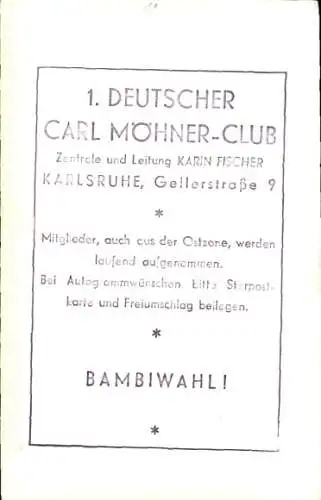 1. DEUTSCHER
CARL MÖHNER-CLUB
Zentrale und Leitung KARIN FISCHER
KARLSRUHE, Gellerstraße 9
*
Mitglieder, auch aus der Ostzone, werden
laufend aufgenommen.
Bei Autogrammwünschen bitte Starpost-
karte und Freiumschlag beilegen.
*
BAMBIWAHL!
*